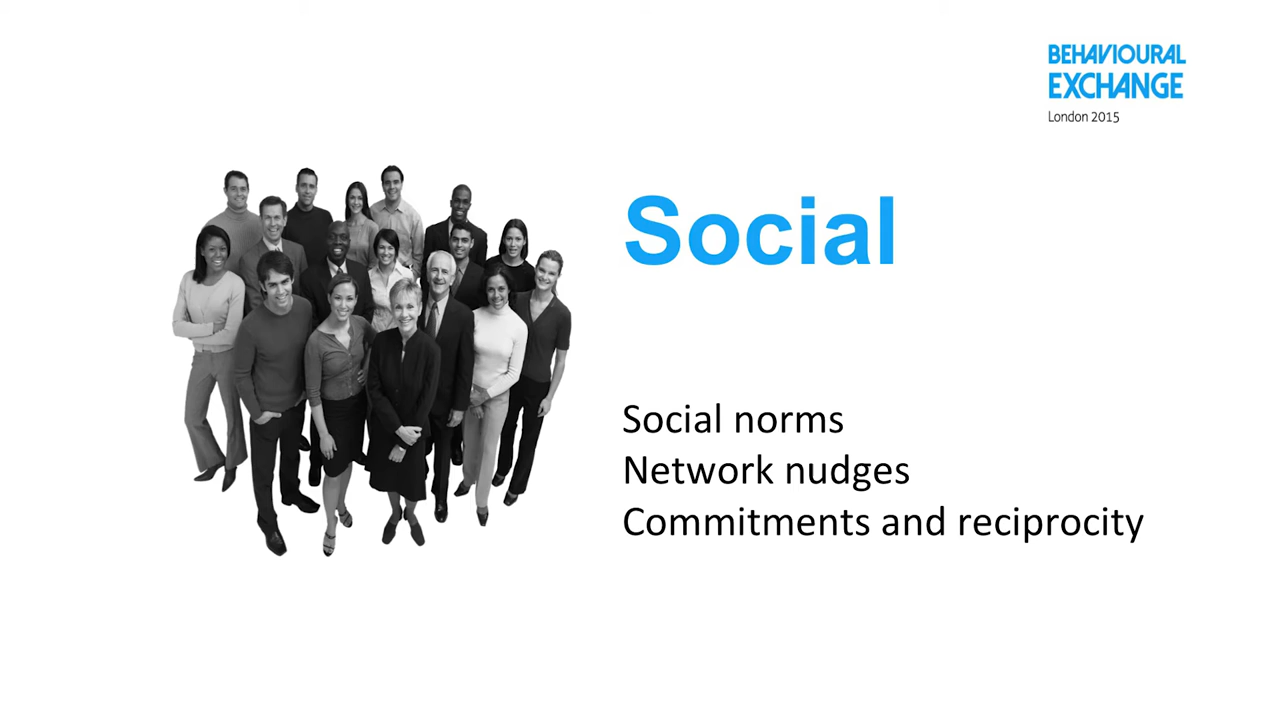 BEHAVIOURAL
EXCHANGE
London 2015
Social
Social norms
Network nudges
Commitments and reciprocity